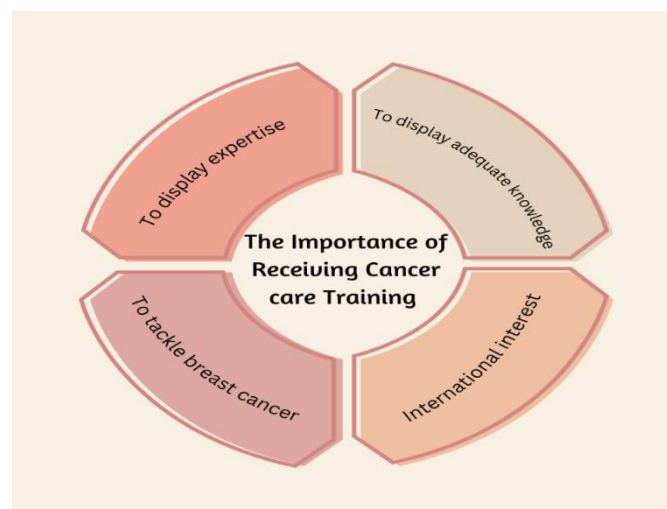 To display expertise
To display adequate knowledge
The Importance of
Receiving Cancer
care Training
To tackle breast cancer
International interest